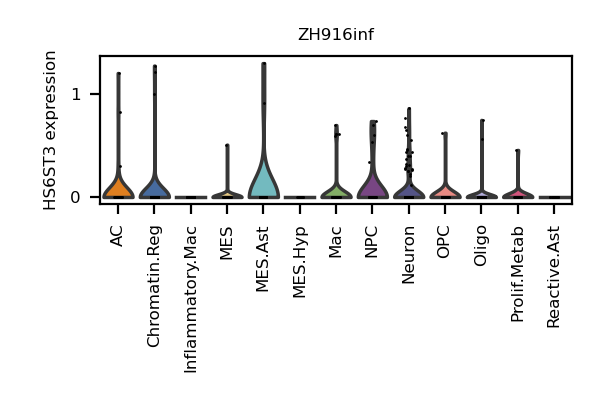 ZH916inf
HS6ST3 expression
1
0
AC
Chromatin.Reg
Inflammatory.Mac
MES
MES.Ast
MES.Hyp
Mac
NPC
Neuron
OPC
Oligo
Prolif.Metab
Reactive.Ast